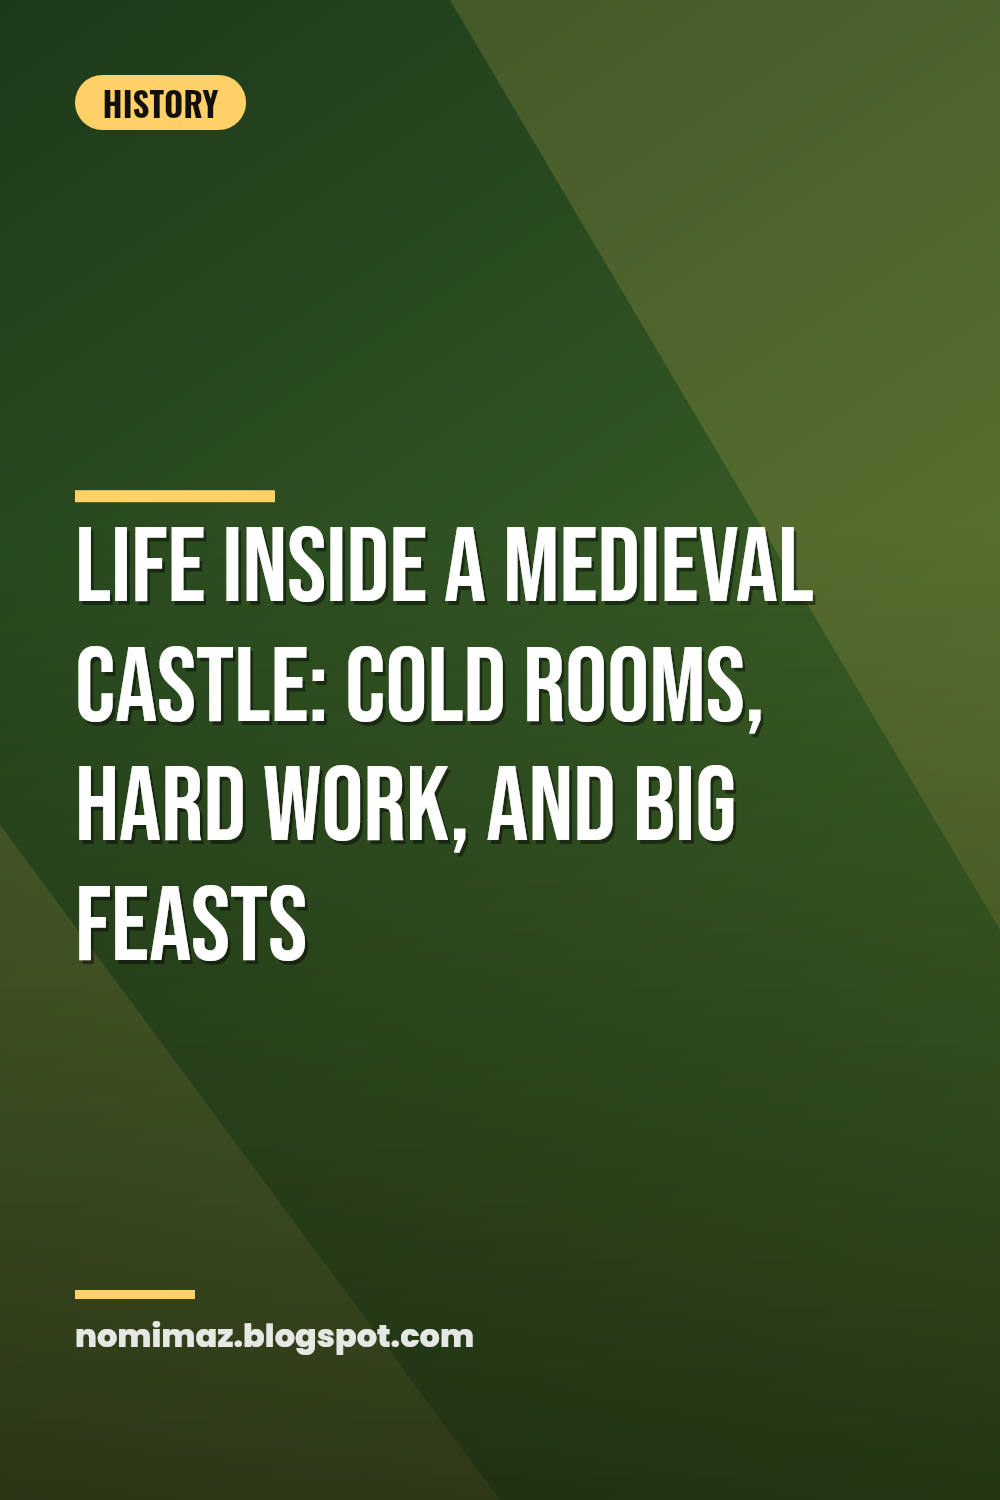 HISTORY
LIFE INSIDE A MEDIEVAL
CASTLE: COLD ROOMS,
HARD WORK, AND BIG
FEASTS
nomimaz.blogspot.com